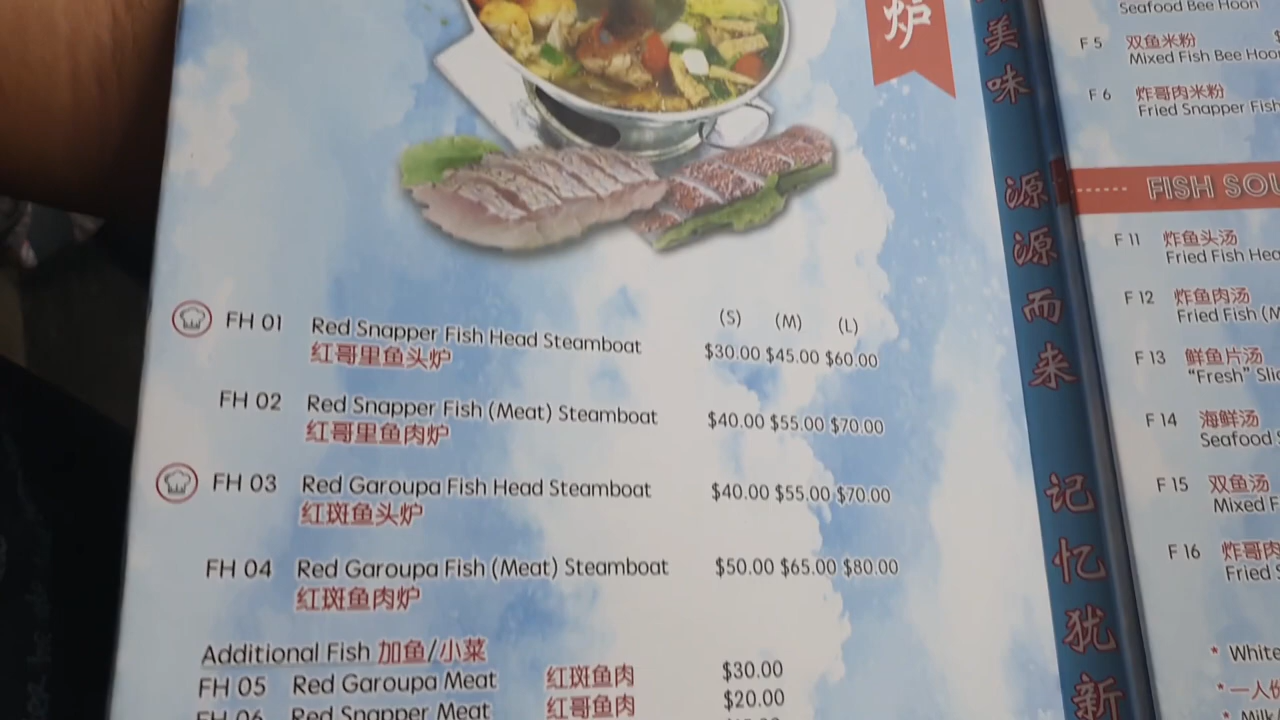 炉
FH 01 Red Snapper Fish Head Steamboat
红哥里鱼头炉
(S) (M) (L)
$30.00 $45.00 $60.00
FH 02 Red Snapper Fish (Meat) Steamboat $40.00 $55.00 $70.00
红哥里鱼肉炉
FH 03 Red Garoupa Fish Head Steamboat $40.00 $55.00 $70.00
红斑鱼头炉
FH 04 Red Garoupa Fish (Meat) Steamboat $50.00 $65.00 $80.00
红斑鱼肉炉
Additional Fish 加鱼/小菜
FH 05 Red Garoupa Meat 红斑鱼肉 $30.00
FH 06 Red Snapper Meat 红哥鱼肉 $20.00
美味
源源而来
记忆犹新
Seafood Bee Hoon
F 5 双鱼米粉
Mixed Fish Bee Hoon
F 6 炸哥肉米粉
Fried Snapper Fish
FISH
F 11 炸鱼头汤
Fried Fish
F 12 炸鱼肉汤
Fried Fish
F 13 鲜鱼片汤
"Fresh"
F 14 海鲜汤
Seafood
F 15 双鱼汤
Mixed
F 16 炸哥肉
Fried
* White
* 一人
* Milk